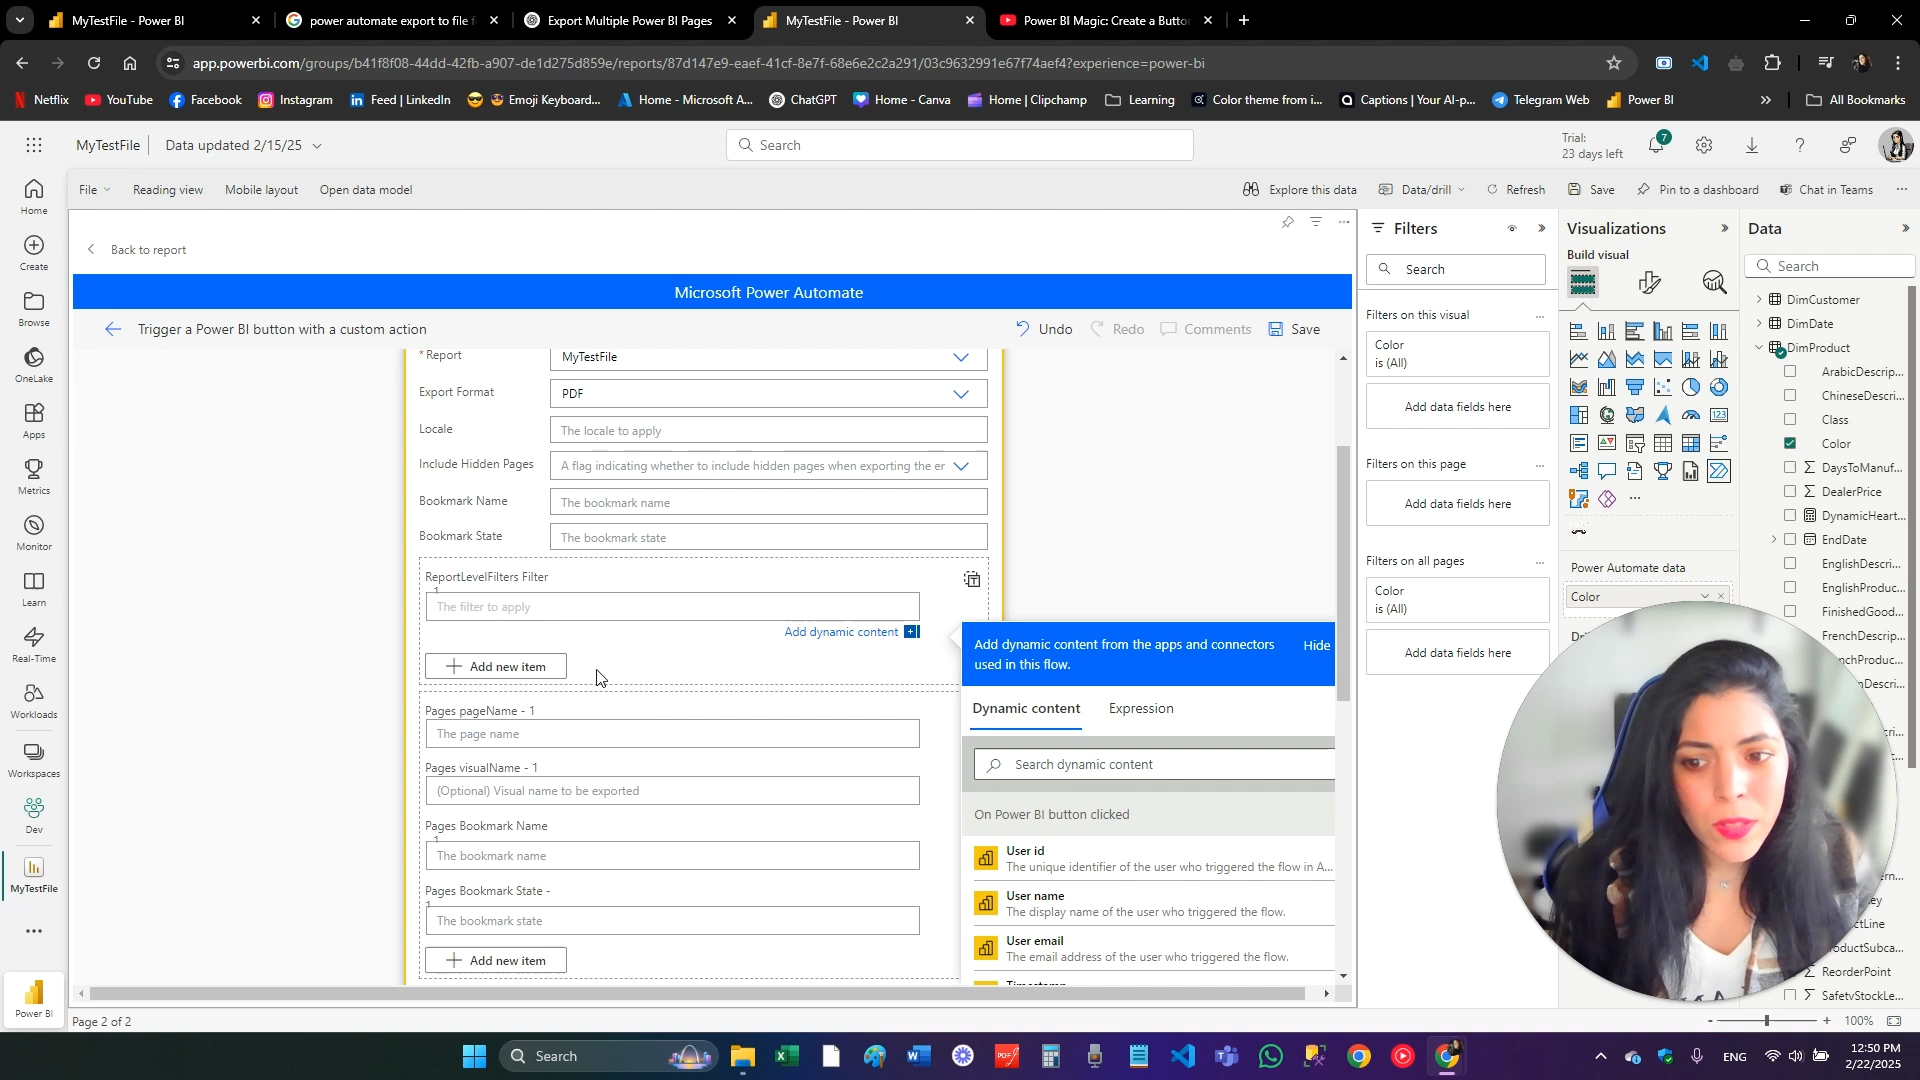 MyTestFile - Power BI
power automate export to file f
Export Multiple Power BI Pages
MyTestFile - Power BI
Power BI Magic: Create a Butto
app.powerbi.com/groups/b41f8f08-44dd-42fb-a907-de1d275d859e/reports/87d147e9-eaef-41cf-8e7f-68e6e2c2a291/03c9632991e67f74aef4?experience=power-bi
Netflix
YouTube
Facebook
Instagram
Feed | LinkedIn
Emoji Keyboard...
Home - Microsoft A...
ChatGPT
Home - Canva
Home | Clipchamp
Learning
Color theme from i...
Captions | Your AI-p...
Telegram Web
Power BI
All Bookmarks
MyTestFile
Data updated 2/15/25
Search
Trial:
23 days left
7
File
Reading view
Mobile layout
Open data model
Explore this data
Data/drill
Refresh
Save
Pin to a dashboard
Chat in Teams
Home
Create
Browse
OneLake
Apps
Metrics
Monitor
Learn
Real-Time
Workloads
Workspaces
Dev
MyTestFile
Power BI
Back to report
Microsoft Power Automate
Trigger a Power BI button with a custom action
Undo
Redo
Comments
Save
* Report
MyTestFile
Export Format
PDF
Locale
The locale to apply
Include Hidden Pages
A flag indicating whether to include hidden pages when exporting the er
Bookmark Name
The bookmark name
Bookmark State
The bookmark state
ReportLevelFilters Filter
1
The filter to apply
Add dynamic content
Add new item
Pages pageName - 1
The page name
Pages visualName - 1
(Optional) Visual name to be exported
Pages Bookmark Name
1
The bookmark name
Pages Bookmark State -
1
The bookmark state
Add new item
Add dynamic content from the apps and connectors
used in this flow.
Hide
Dynamic content
Expression
Search dynamic content
On Power BI button clicked
User id
The unique identifier of the user who triggered the flow in A...
User name
The display name of the user who triggered the flow.
User email
The email address of the user who triggered the flow.
Timestamp
Page 2 of 2
Filters
Search
Filters on this visual
Color
is (All)
Add data fields here
Filters on this page
Add data fields here
Filters on all pages
Color
is (All)
Add data fields here
Visualizations
Build visual
123
Power Automate data
Color
Data
Search
DimCustomer
DimDate
DimProduct
ArabicDescrip...
ChineseDescri...
Class
Color
DaysToManuf...
DealerPrice
DynamicHeart...
EndDate
EnglishDescri...
EnglishProduc...
FinishedGood...
FrenchDescrip...
ReorderPoint
SafetyStockLe...
100%
Search
ENG
12:50 PM
2/22/2025